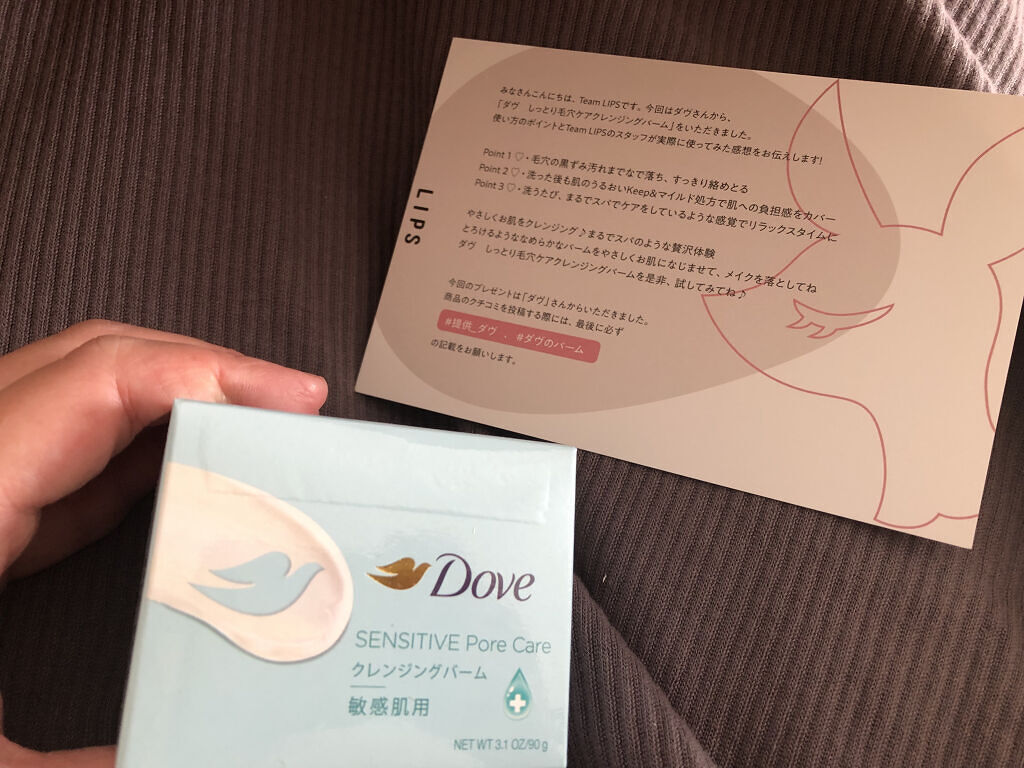 みなさんこんにちは、Team LIPSです。今回はダヴさんから、
「ダヴ　しっとり毛穴ケアクレンジングバーム」をいただきました。
使い方のポイントとTeam LIPSのスタッフが実際に使ってみた感想をお伝えします!
Point 1 ♡・毛穴の黒ずみ汚れまでなで落ち、すっきり絡めとる
Point 2 ♡・洗った後も肌のうるおいKeep&マイルド処方で肌への負担感をカバー
Point 3 ♡・洗うたび、まるでスパでケアをしているような感覚でリラックスタイムに
やさしくお肌をクレンジング♪まるでスパのような贅沢体験
とろけるようななめらかなバームをやさしくお肌になじませて、メイクを落としてね
ダヴ　しっとり毛穴ケアクレンジングバームを是非、試してみてね♪
今回のプレゼントは「ダヴ」さんからいただきました。
商品のクチコミを投稿する際には、最後に必ず
#提供_ダヴ 、 #ダヴのバーム
の記載をお願いします。
LIPS
Dove
SENSITIVE Pore Care
クレンジングバーム
敏感肌用
NET WT 3.1 OZ/90 g